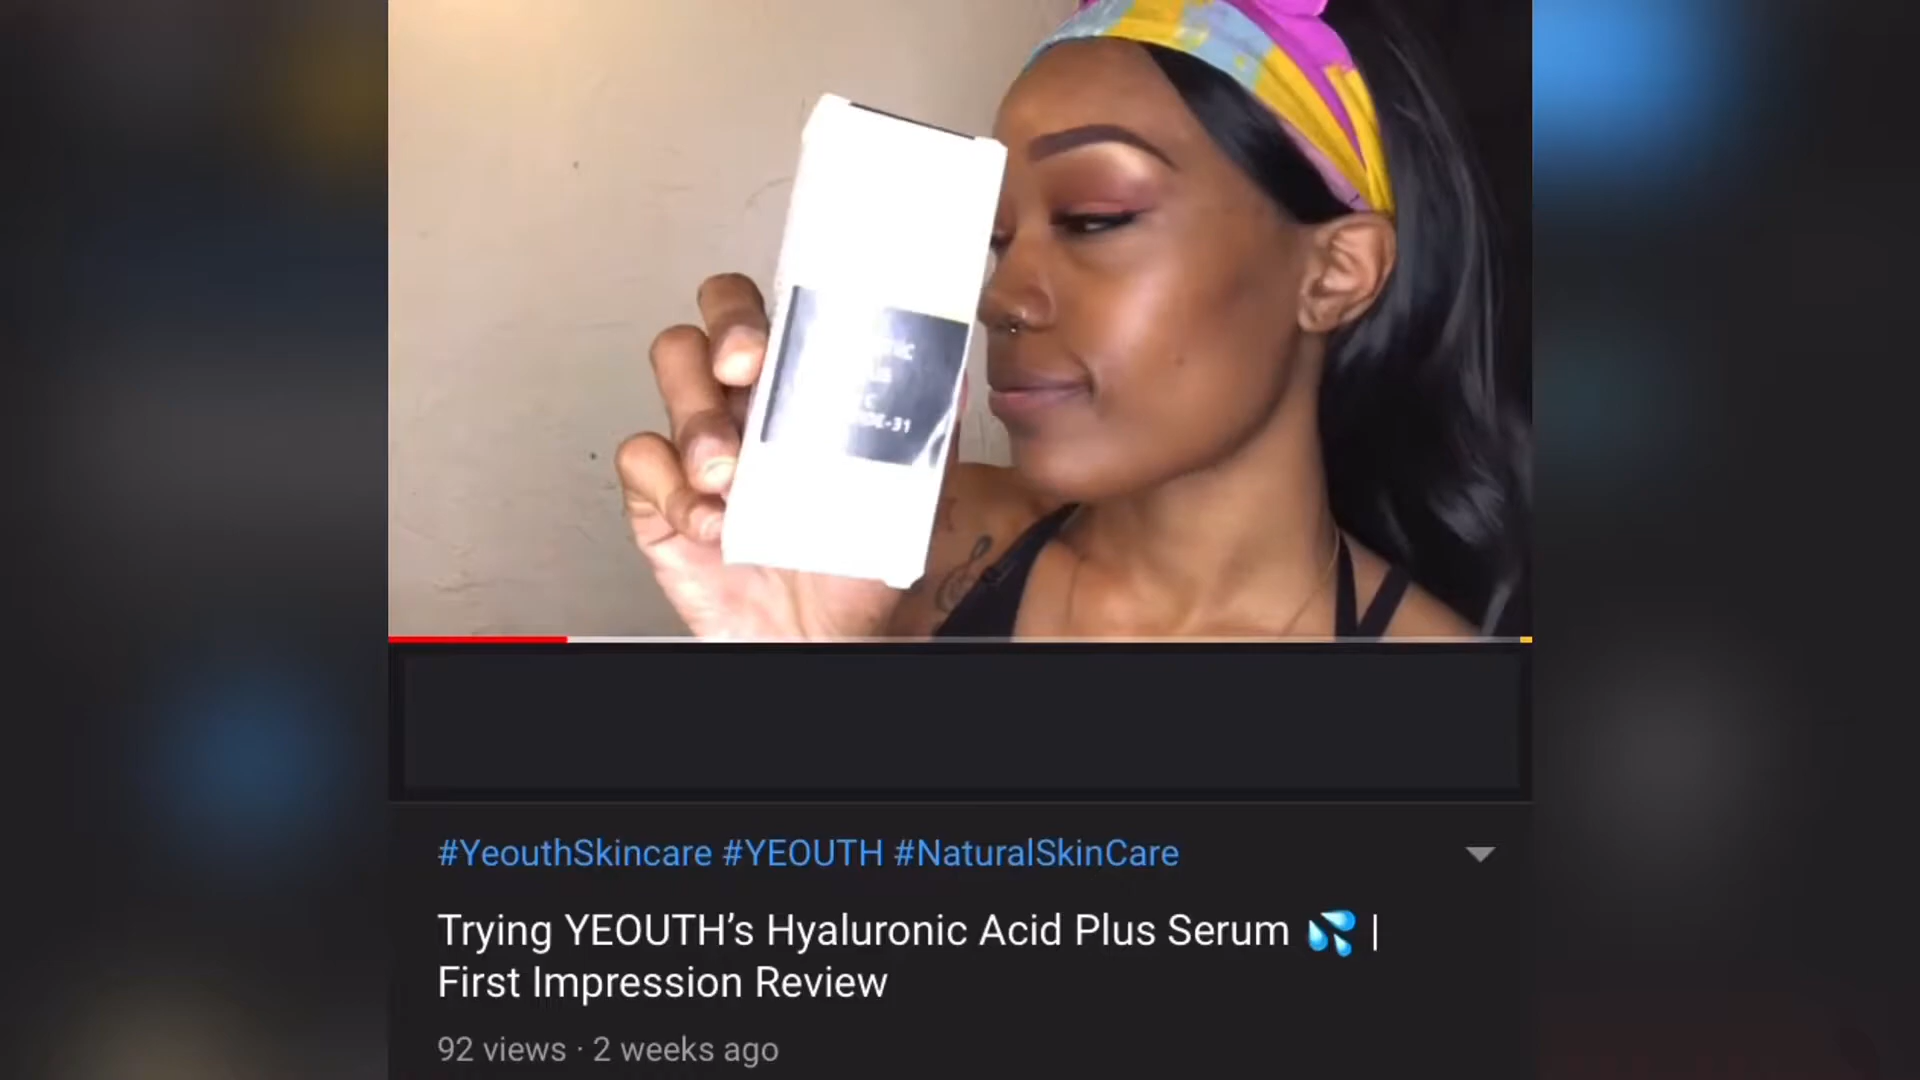 #YeouthSkincare #YEOUTH #NaturalSkinCare
Trying YEOUTH’s Hyaluronic Acid Plus Serum 💦 |
First Impression Review
92 views · 2 weeks ago